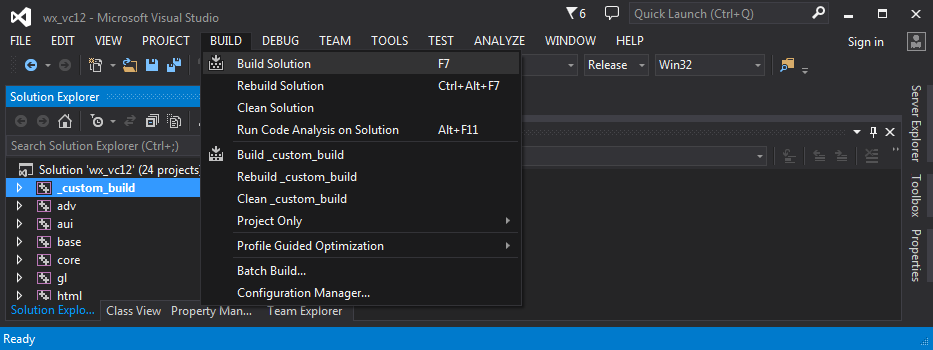 wx_vc12 - Microsoft Visual Studio
6
Quick Launch (Ctrl+Q)
FILE EDIT VIEW PROJECT BUILD DEBUG TEAM TOOLS TEST ANALYZE WINDOW HELP Sign in
Release Win32
Solution Explorer
Search Solution Explorer (Ctrl+;)
Solution 'wx_vc12' (24 projects)
_custom_build
adv
aui
base
core
gl
html
Build Solution F7
Rebuild Solution Ctrl+Alt+F7
Clean Solution
Run Code Analysis on Solution Alt+F11
Build _custom_build
Rebuild _custom_build
Clean _custom_build
Project Only
Profile Guided Optimization
Batch Build...
Configuration Manager...
Server Explorer
Toolbox
Properties
Solution Explo... Class View Property Man... Team Explorer
Ready